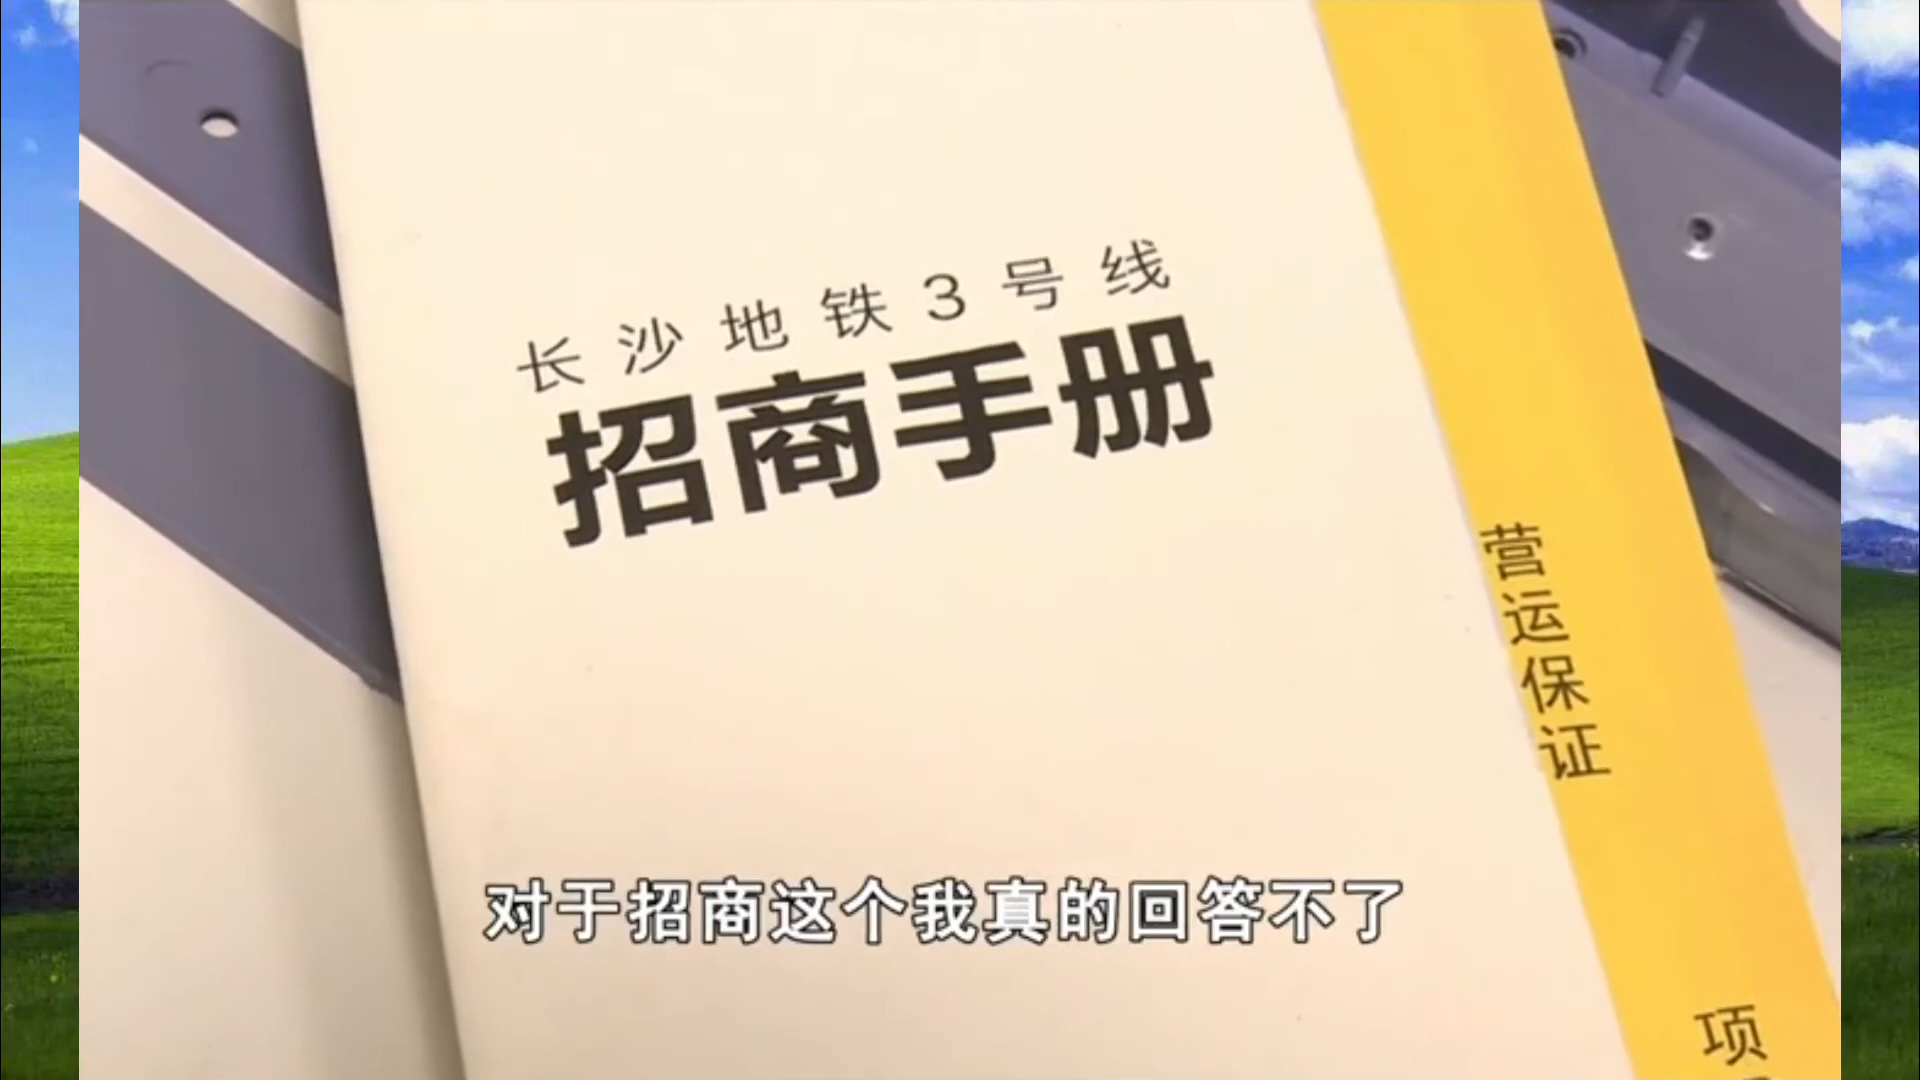 长沙地铁3号线
招商手册
营运保证
项
对于招商这个我真的回答不了